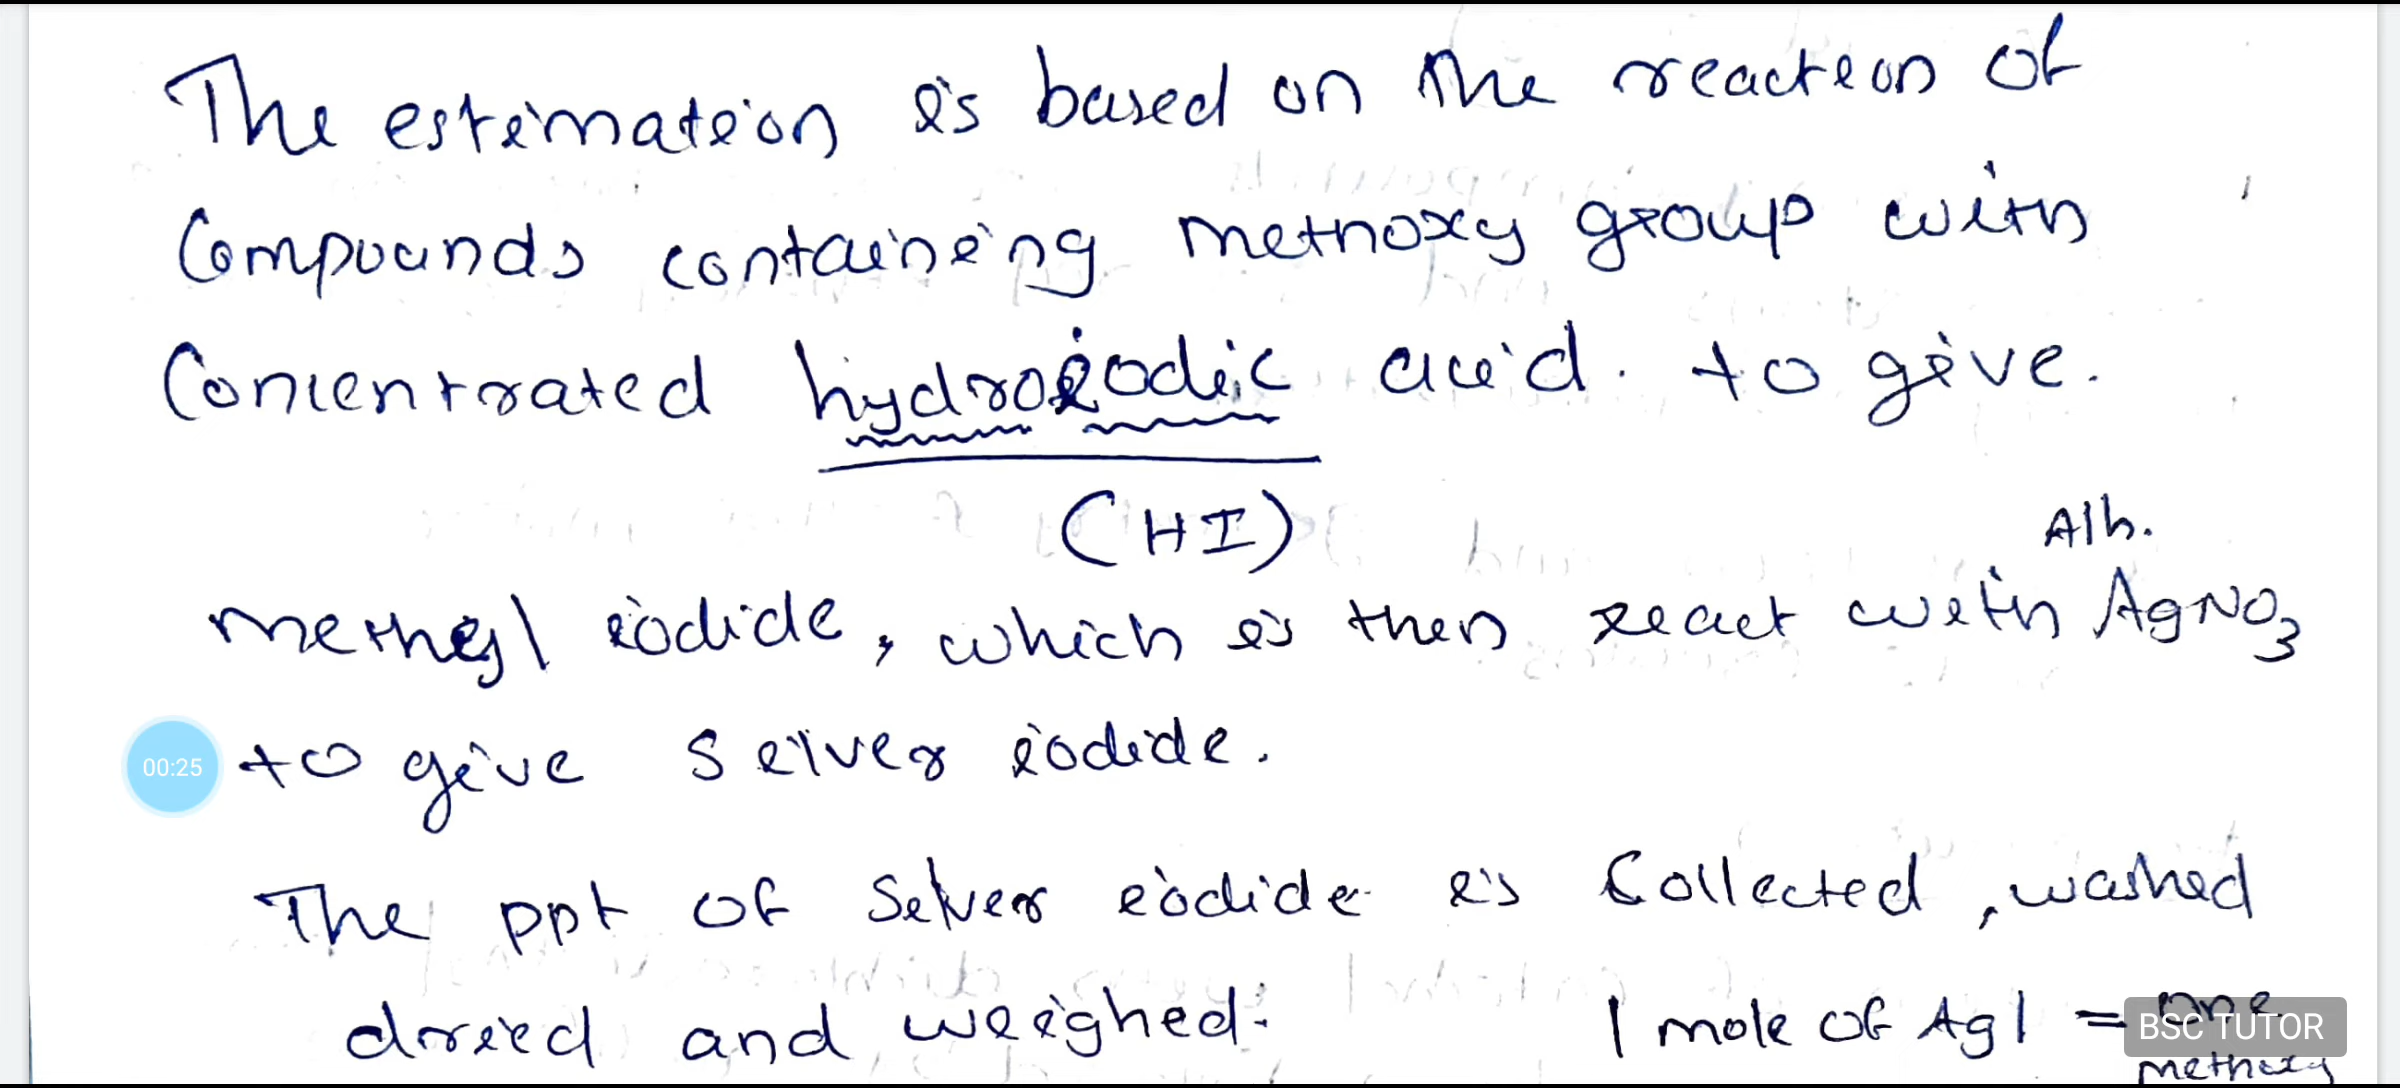 The estimation is based on the reaction of
Compounds containing methoxy group with
Concentrated hydroiodic acid. to give.
(HI)
Alh.
methyl iodide, which is then react with AgNO3
00:25
to give silver iodide.
The ppt of silver iodide is Collected, washed
dried and weighed.
1 mole of AgI = one
BSC TUTOR
methoxy